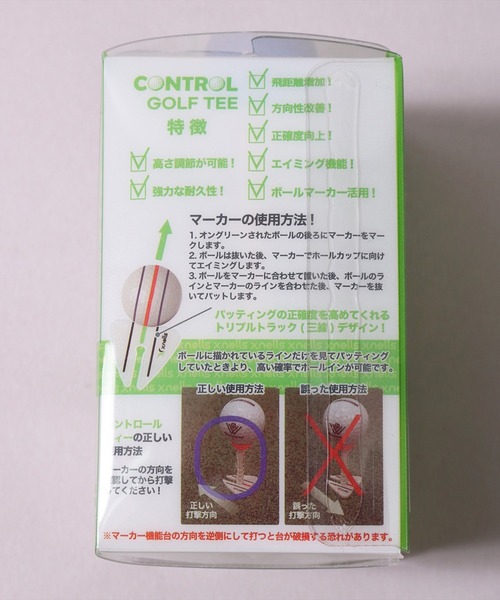 CONTROL
GOLF TEE
特徴
飛距離増加！
方向性改善！
正確度向上！
高さ調節が可能！
エイミング機能！
強力な耐久性！
ボールマーカー活用！
マーカーの使用方法！
1. オングリーンされたボールの後ろにマーカーをマー
クします。
2. ボールは抜いた後、マーカーでホールカップに向け
てエイミングします。
3. ボールをマーカーに合わせて置いた後、ボールのラ
インとマーカーのラインを合わせた後、マーカーを抜
いてパットします。
パッティングの正確度を高めてくれる
トリプルトラック (三線) デザイン！
xnells
ボールに描かれているラインだけを見てパッティング
していたときより、高い確率でホールインが可能です。
正しい使用方法
誤った使用方法
ントロール
ィーの正しい
用方法
ーカーの方向を
認してから打撃
てください！
正しい
打撃方向
誤った
打撃方向
※マーカー機能台の方向を逆側にして打つと台が破損する恐れがあります。